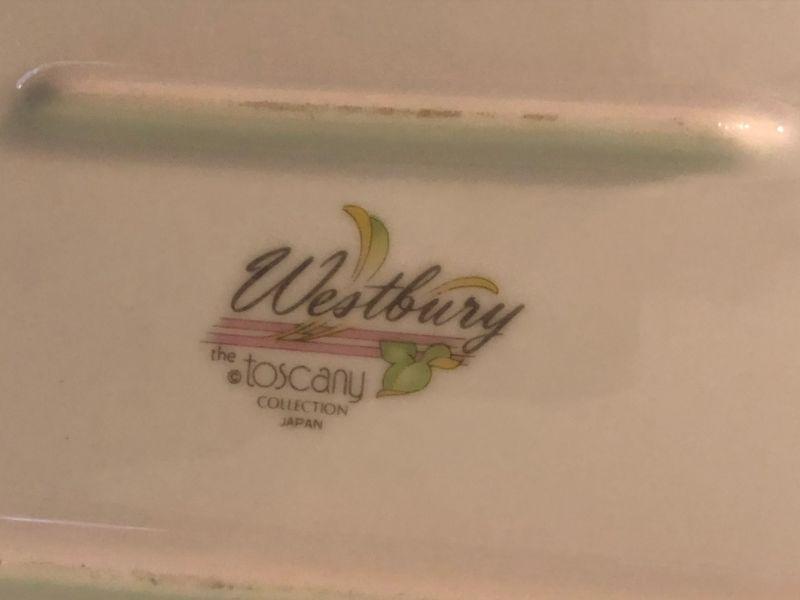 Westbury
the
© toscany
COLLECTION
JAPAN